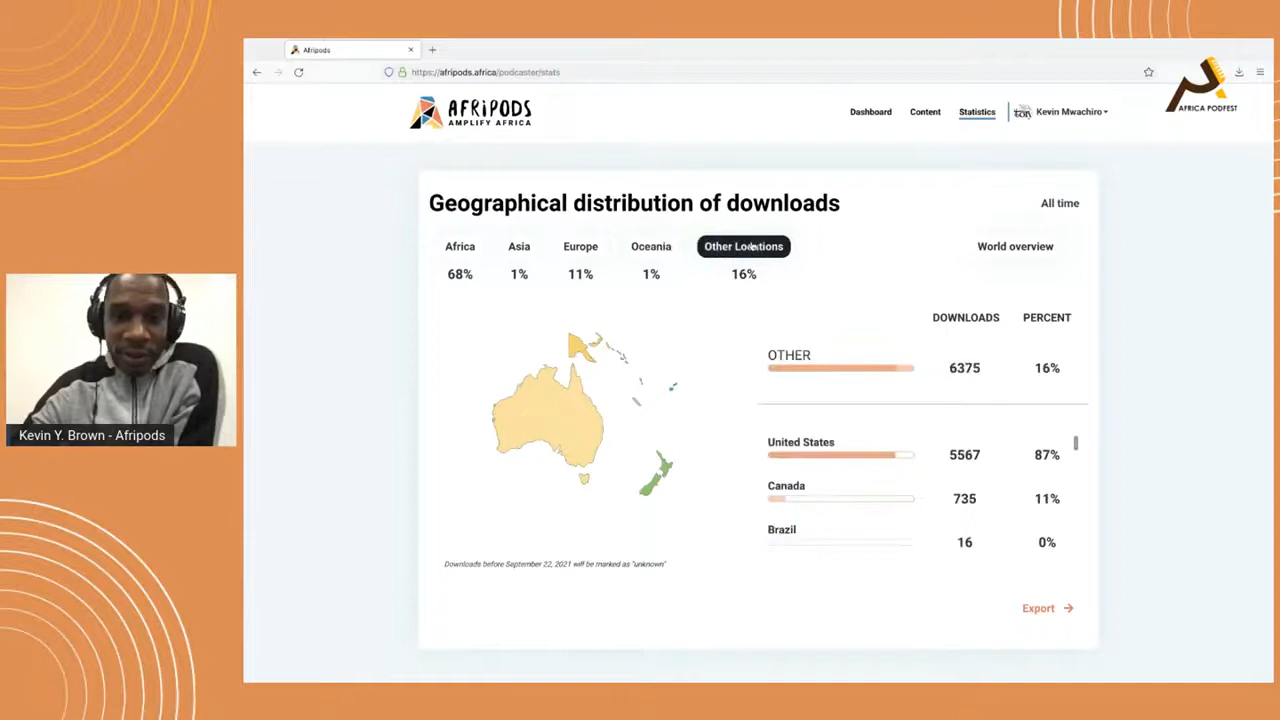 Afripods
https://afripods.africa/podcaster/stats
AFRIPODS
AMPLIFY AFRICA
Dashboard Content Statistics ton Kevin Mwachiro
AFRICA PODFEST
Geographical distribution of downloads
All time
Africa Asia Europe Oceania Other Locations World overview
68% 1% 11% 1% 16%
DOWNLOADS PERCENT
OTHER
6375 16%
United States
5567 87%
Canada
735 11%
Brazil
16 0%
Downloads before September 22, 2021 will be marked as "unknown"
Export
Kevin Y. Brown - Afripods